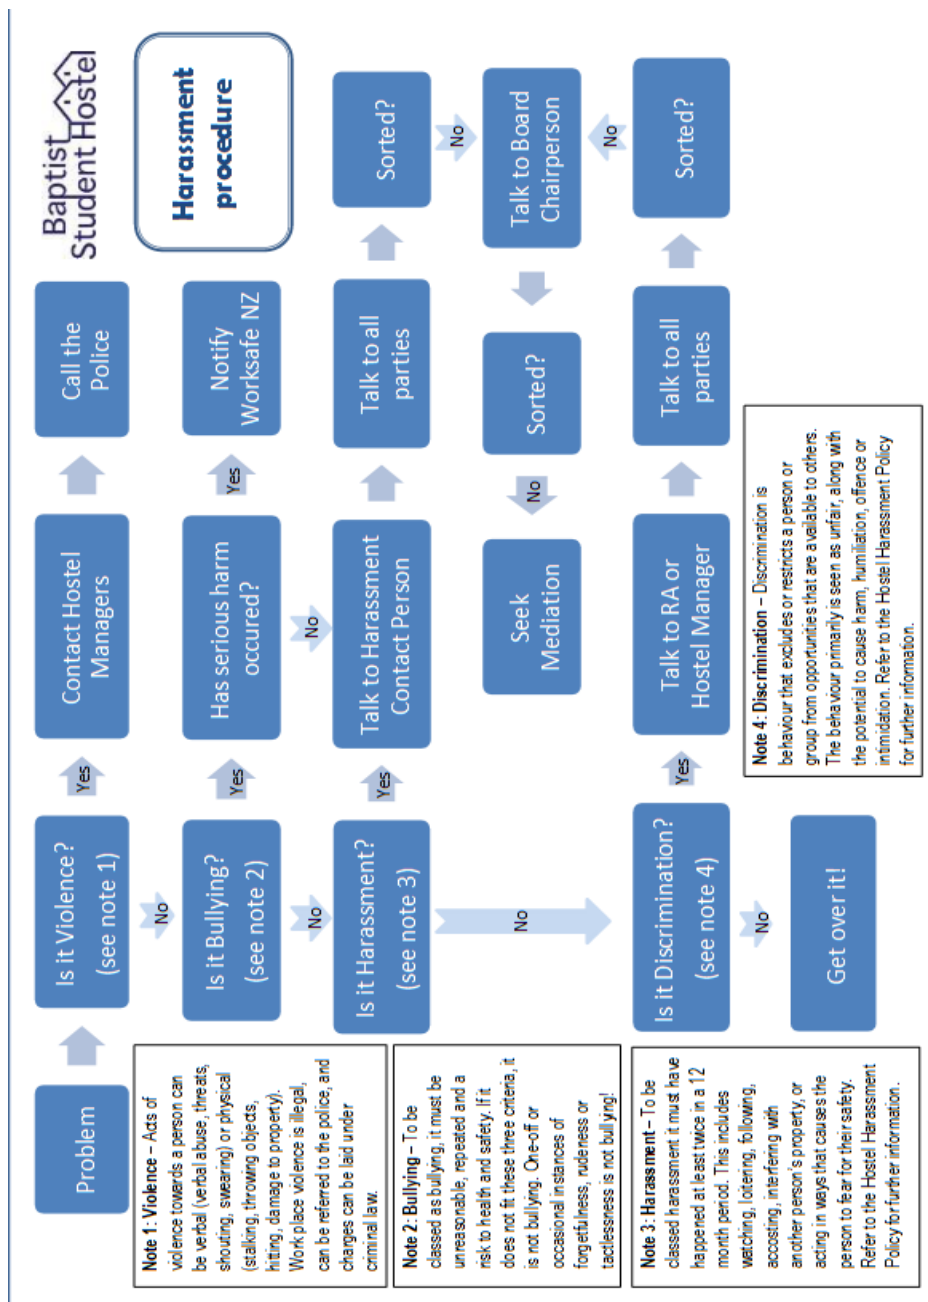 Baptist
Student Hostel
Harassment
procedure
Problem
Is it Violence?
(see note 1)
Yes
Contact Hostel
Managers
Call the
Police
No
Is it Bullying?
(see note 2)
Yes
Has serious harm
occured?
Yes
Notify
Worksafe NZ
No
No
Is it Harassment?
(see note 3)
Yes
Talk to Harassment
Contact Person
Talk to all
parties
Sorted?
No
Talk to Board
Chairperson
Sorted?
No
Seek
Mediation
No
Is it Discrimination?
(see note 4)
Yes
Talk to RA or
Hostel Manager
Talk to all
parties
Sorted?
No
No
Get over it!
Note 1: Violence – Acts of
violence towards a person can
be verbal (verbal abuse, threats,
shouting, swearing) or physical
(stalking, throwing objects,
hitting, damage to property).
Work place violence is illegal,
can be referred to the police, and
charges can be laid under
criminal law.
Note 2: Bullying – To be
classed as bullying, it must be
unreasonable, repeated and a
risk to health and safety. If it
does not fit these three criteria, it
is not bullying. One-off or
occasional instances of
forgetfulness, rudeness or
tactlessness is not bullying!
Note 3: Harassment – To be
classed harassment it must have
happened at least twice in a 12
month period. This includes
watching, loitering, following,
accosting, interfering with
another person's property, or
acting in ways that causes the
person to fear for their safety.
Refer to the Hostel Harassment
Policy for further information.
Note 4: Discrimination – Discrimination is
behaviour that excludes or restricts a person or
group from opportunities that are available to others.
The behaviour primarily is seen as unfair, along with
the potential to cause harm, humiliation, offence or
intimidation. Refer to the Hostel Harassment Policy
for further information.